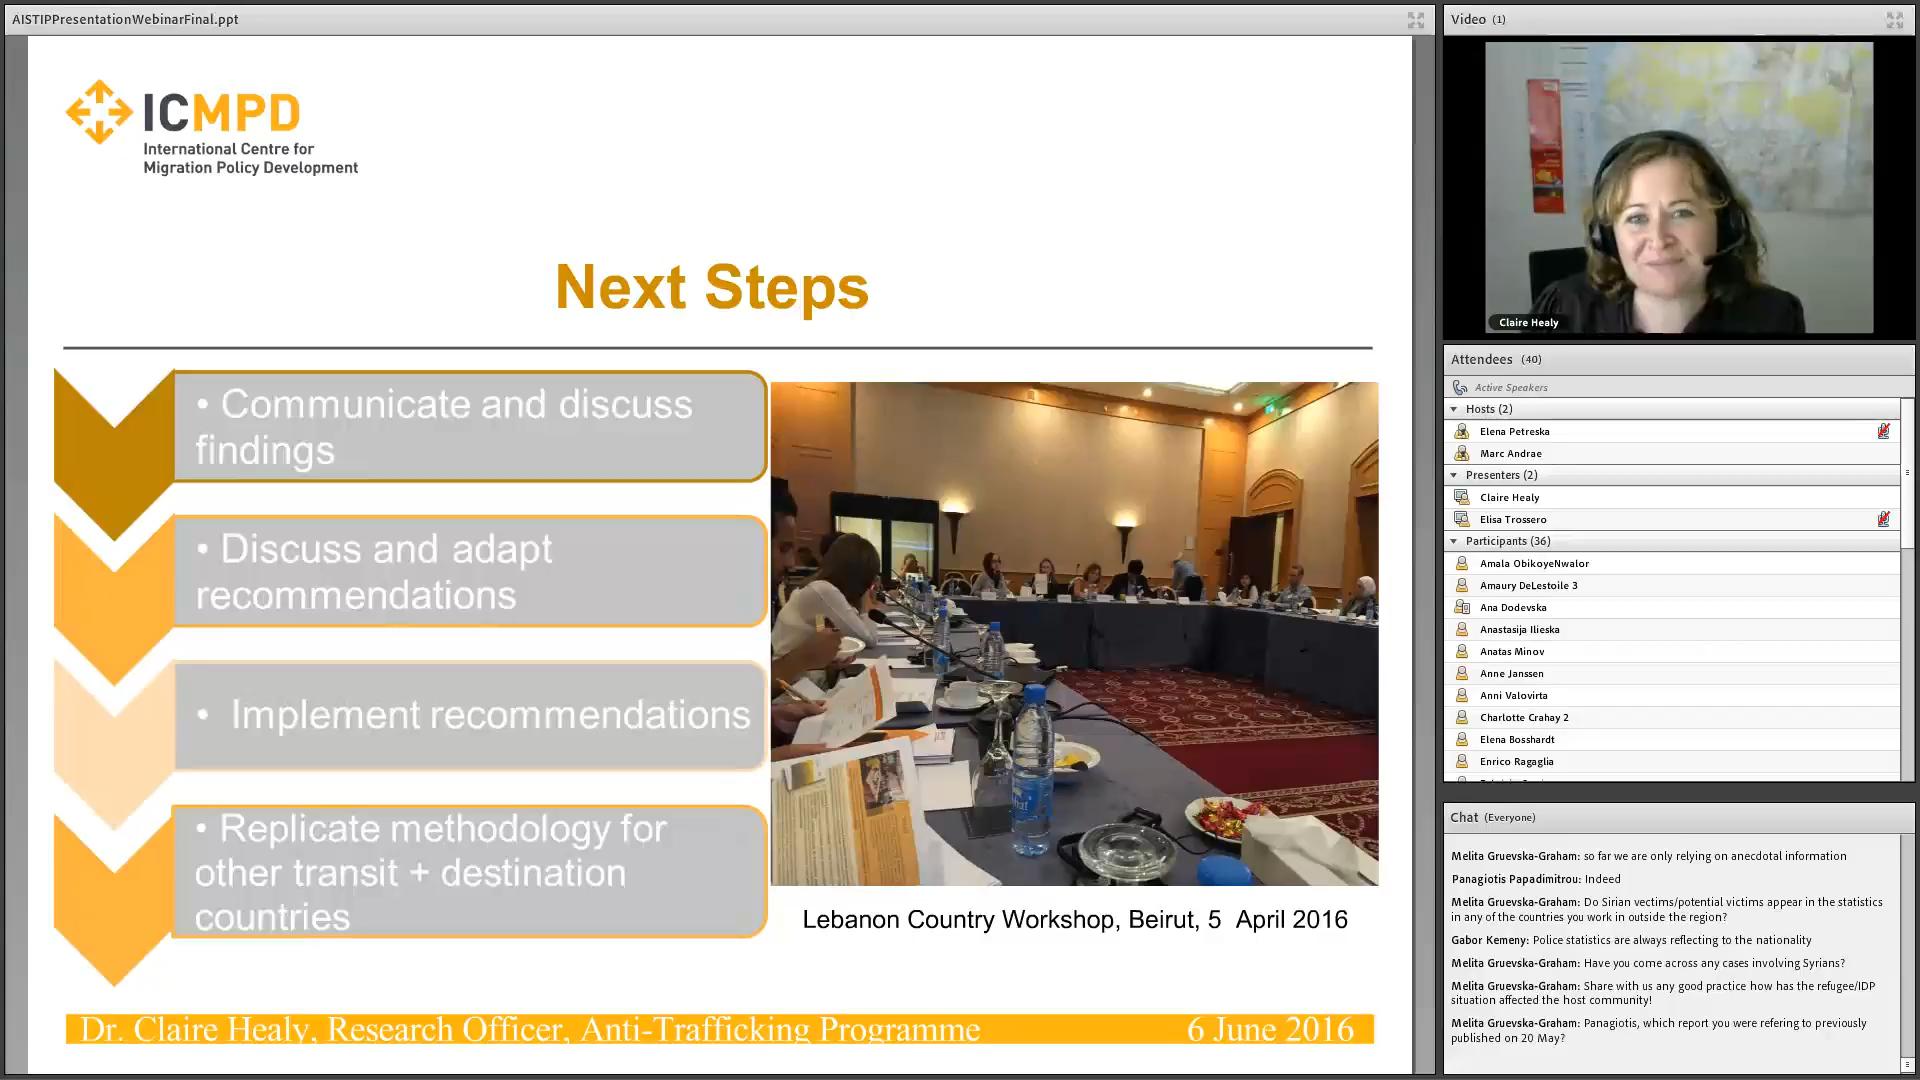 AISTIPPresentationWebinarFinal.ppt
ICMPD
International Centre for
Migration Policy Development
Next Steps
• Communicate and discuss
findings
• Discuss and adapt
recommendations
• Implement recommendations
• Replicate methodology for
other transit + destination
countries
Lebanon Country Workshop, Beirut, 5 April 2016
Dr. Claire Healy, Research Officer, Anti-Trafficking Programme 6 June 2016
Video (1)
Claire Healy
Attendees (40)
Active Speakers
Hosts (2)
Elena Petreska
Marc Andrae
Presenters (2)
Claire Healy
Elisa Trossero
Participants (36)
Amala ObikoyeNwalor
Amaury DeLestoile 3
Ana Dodevska
Anastasija Ilieska
Anatas Minov
Anne Janssen
Anni Valovirta
Charlotte Crahay 2
Elena Bosshardt
Enrico Ragaglia
Chat (Everyone)
Melita Gruevska-Graham: so far we are only relying on anecdotal information
Panagiotis Papadimitrou: Indeed
Melita Gruevska-Graham: Do Sirian vectims/potential victims appear in the statistics
in any of the countries you work in outside the region?
Gabor Kemeny: Police statistics are always reflecting to the nationality
Melita Gruevska-Graham: Have you come across any cases involving Syrians?
Melita Gruevska-Graham: Share with us any good practice how has the refugee/IDP
situation affected the host community!
Melita Gruevska-Graham: Panagiotis, which report you were refering to previously
published on 20 May?